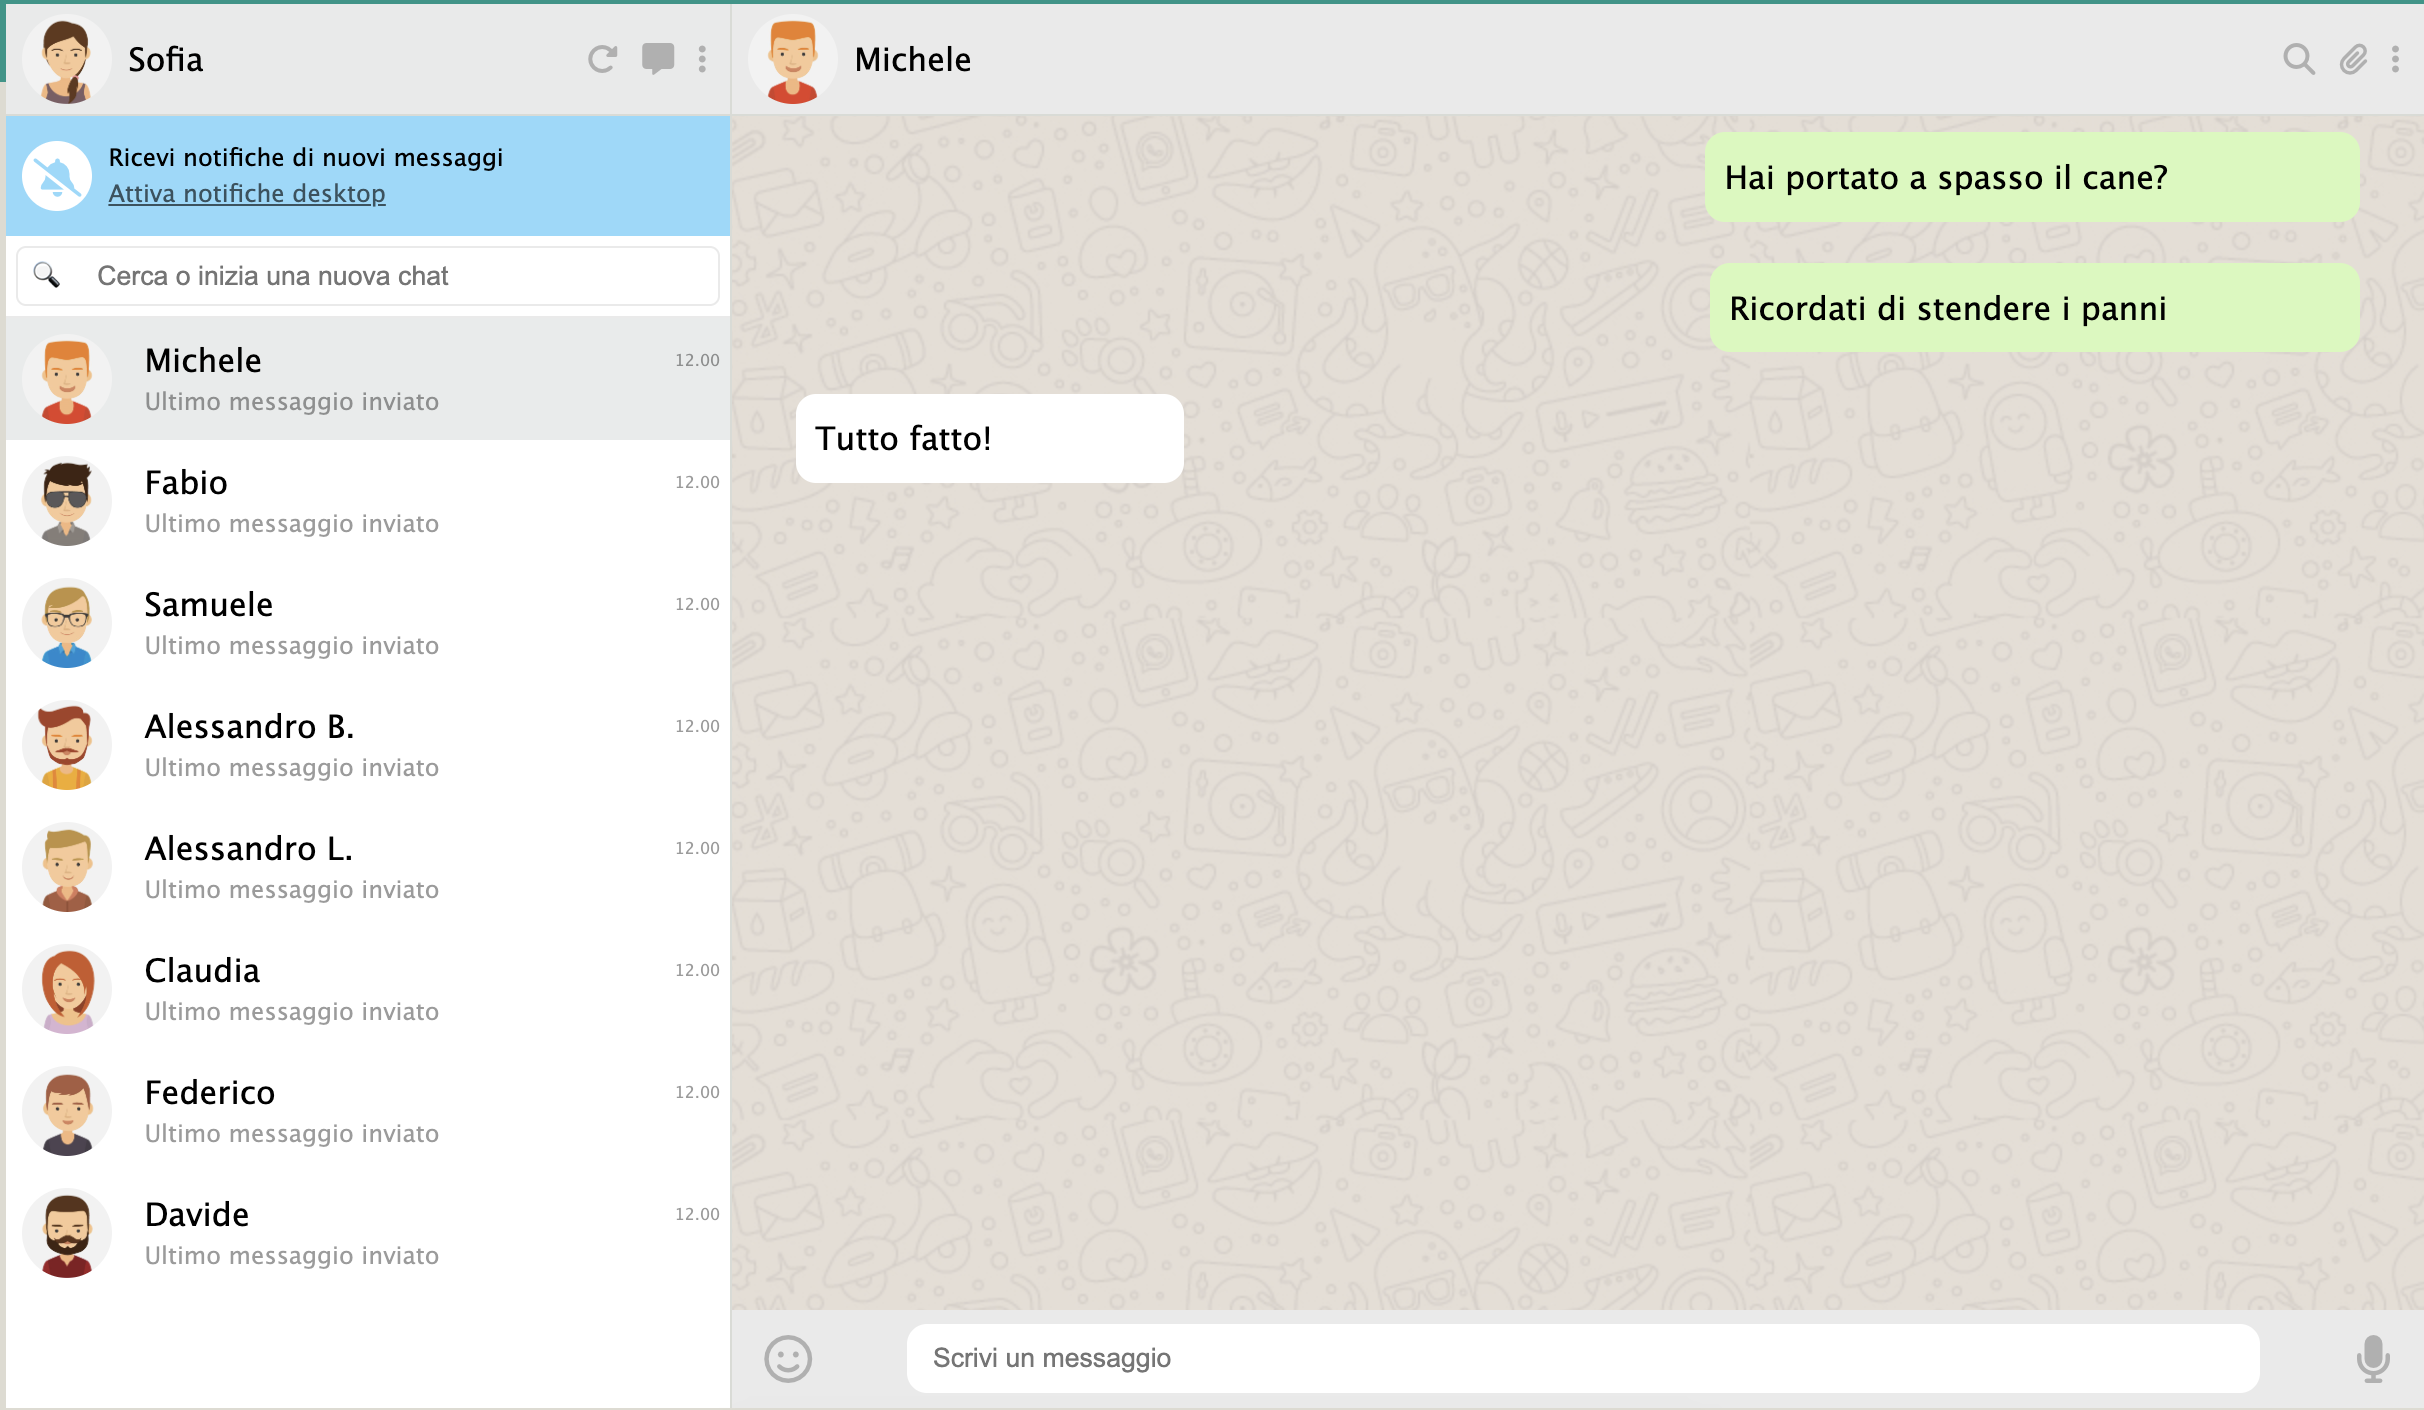 Sofia
Ricevi notifiche di nuovi messaggi
Attiva notifiche desktop
Cerca o inizia una nuova chat
Michele
12.00
Ultimo messaggio inviato
Fabio
12.00
Ultimo messaggio inviato
Samuele
12.00
Ultimo messaggio inviato
Alessandro B.
12.00
Ultimo messaggio inviato
Alessandro L.
12.00
Ultimo messaggio inviato
Claudia
12.00
Ultimo messaggio inviato
Federico
12.00
Ultimo messaggio inviato
Davide
12.00
Ultimo messaggio inviato
Michele
Hai portato a spasso il cane?
Ricordati di stendere i panni
Tutto fatto!
Scrivi un messaggio